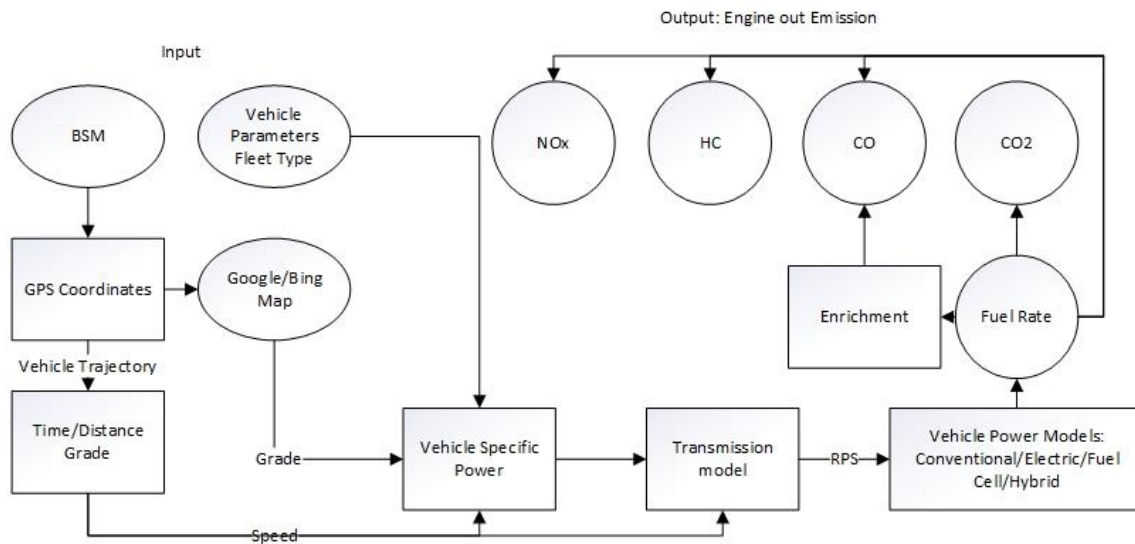 Output: Engine out Emission
Input
BSM
Vehicle
Parameters
Fleet Type
NOx
HC
CO
CO2
GPS Coordinates
Google/Bing
Map
Enrichment
Fuel Rate
Vehicle Trajectory
Time/Distance
Grade
Grade
Vehicle Specific
Power
Transmission
model
RPS
Vehicle Power Models:
Conventional/Electric/Fuel
Cell/Hybrid
Speed